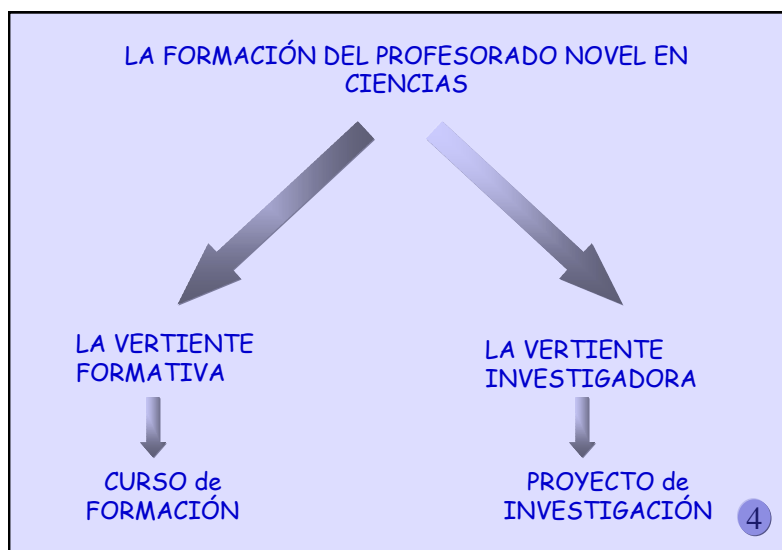 LA FORMACIÓN DEL PROFESORADO NOVEL EN
CIENCIAS
LA VERTIENTE
FORMATIVA
LA VERTIENTE
INVESTIGADORA
CURSO de
FORMACIÓN
PROYECTO de
INVESTIGACIÓN
4